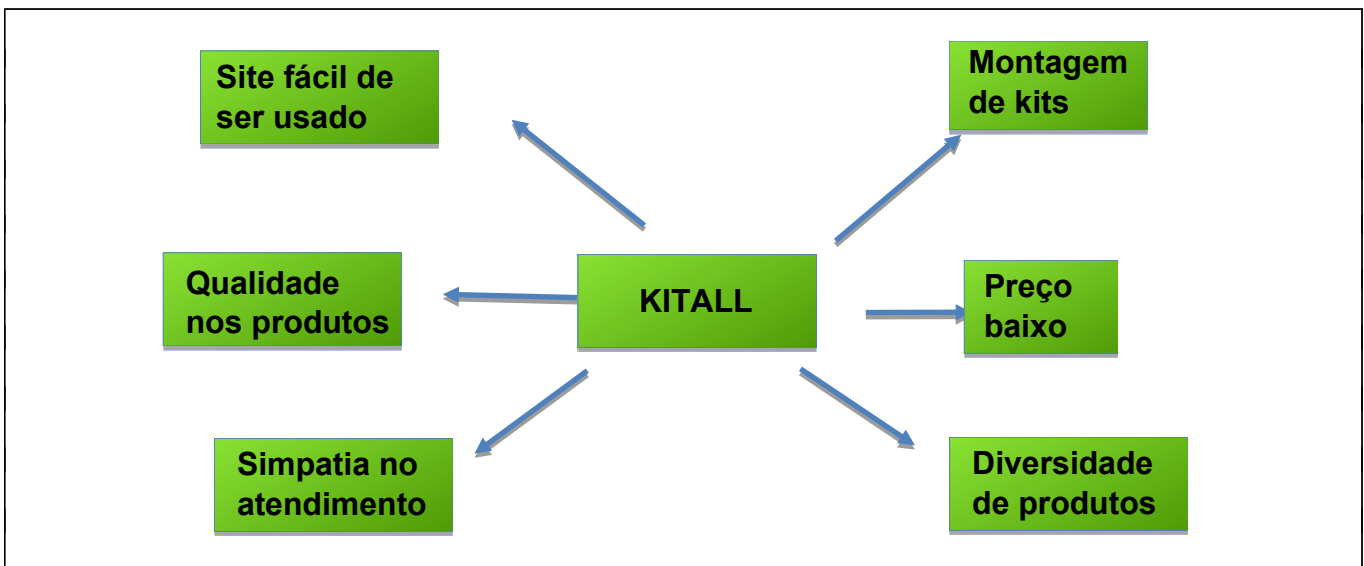 Site fácil de
ser usado
Montagem
de kits
Qualidade
nos produtos
KITALL
Preço
baixo
Simpatia no
atendimento
Diversidade
de produtos